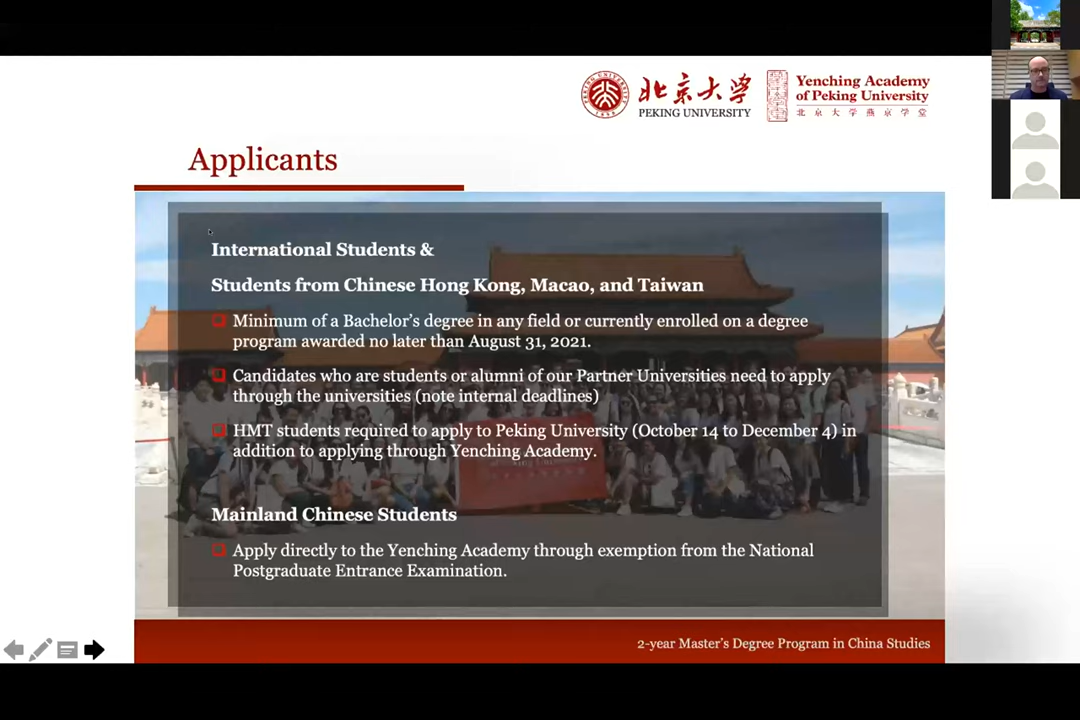 北京大学
PEKING UNIVERSITY
Yenching Academy
of Peking University
北京大学燕京学堂
Applicants
International Students &
Students from Chinese Hong Kong, Macao, and Taiwan
Minimum of a Bachelor's degree in any field or currently enrolled on a degree
program awarded no later than August 31, 2021.
Candidates who are students or alumni of our Partner Universities need to apply
through the universities (note internal deadlines)
HMT students required to apply to Peking University (October 14 to December 4) in
addition to applying through Yenching Academy.
Mainland Chinese Students
Apply directly to the Yenching Academy through exemption from the National
Postgraduate Entrance Examination.
2-year Master's Degree Program in China Studies